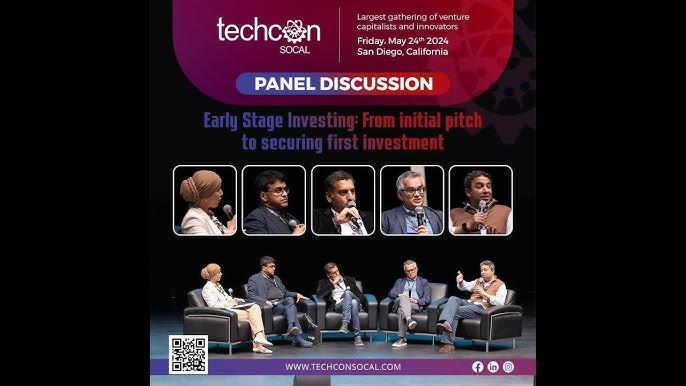 techcon
SOCAL
Largest gathering of venture
capitalists and innovators
Friday, May 24th 2024
San Diego, California
PANEL DISCUSSION
Early Stage Investing: From initial pitch
to securing first investment
WWW.TECHCONSOCAL.COM